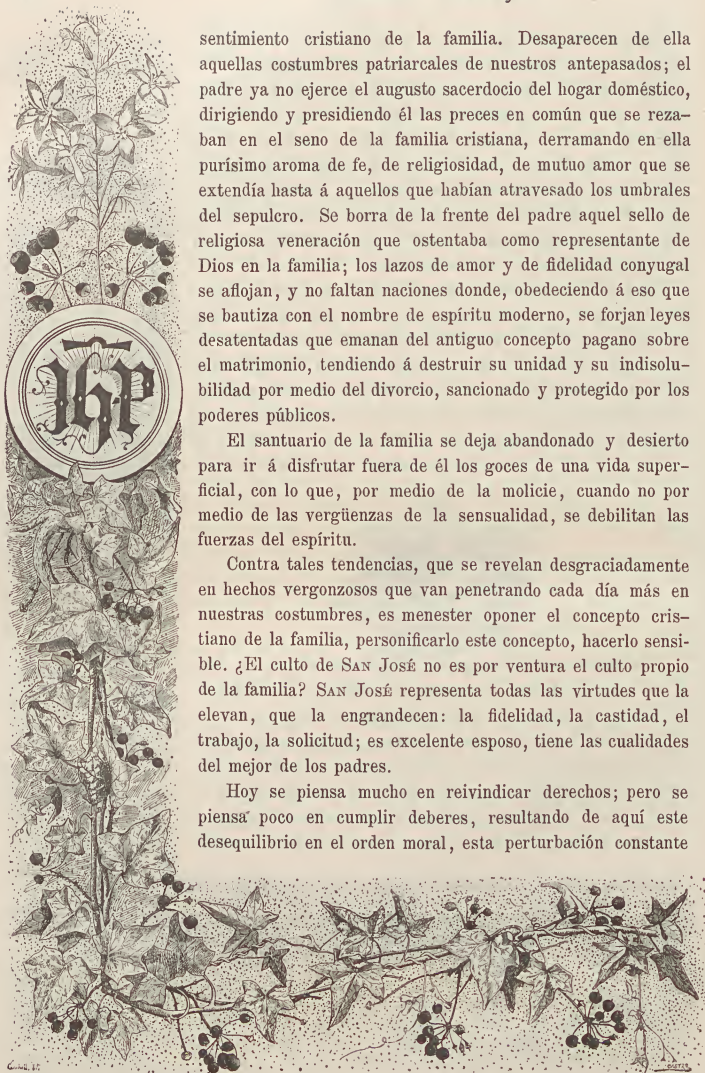 sentimiento cristiano de la familia. Desaparecen de ella
aquellas costumbres patriarcales de nuestros antepasados; el
padre ya no ejerce el augusto sacerdocio del hogar doméstico,
dirigiendo y presidiendo él las preces en común que se reza-
ban en el seno de la familia cristiana, derramando en ella
purísimo aroma de fe, de religiosidad, de mutuo amor que se
extendía hasta á aquellos que habían atravesado los umbrales
del sepulcro. Se borra de la frente del padre aquel sello de
religiosa veneración que ostentaba como representante de
Dios en la familia; los lazos de amor y de fidelidad conyugal
se aflojan, y no faltan naciones donde, obedeciendo á eso que
se bautiza con el nombre de espíritu moderno, se forjan leyes
desatentadas que emanan del antiguo concepto pagano sobre
el matrimonio, tendiendo á destruir su unidad y su indisolu-
bilidad por medio del divorcio, sancionado y protegido por los
poderes públicos.
El santuario de la familia se deja abandonado y desierto
para ir á disfrutar fuera de él los goces de una vida super-
ficial, con lo que, por medio de la molicie, cuando no por
medio de las vergüenzas de la sensualidad, se debilitan las
fuerzas del espíritu.
Contra tales tendencias, que se revelan desgraciadamente
en hechos vergonzosos que van penetrando cada día más en
nuestras costumbres, es menester oponer el concepto cris-
tiano de la familia, personificarlo este concepto, hacerlo sensi-
ble. ¿El culto de SAN JOSÉ no es por ventura el culto propio
de la familia? SAN JOSÉ representa todas las virtudes que la
elevan, que la engrandecen: la fidelidad, la castidad, el
trabajo, la solicitud; es excelente esposo, tiene las cualidades
del mejor de los padres.
Hoy se piensa mucho en reivindicar derechos; pero se
piensa poco en cumplir deberes, resultando de aquí este
desequilibrio en el orden moral, esta perturbación constante